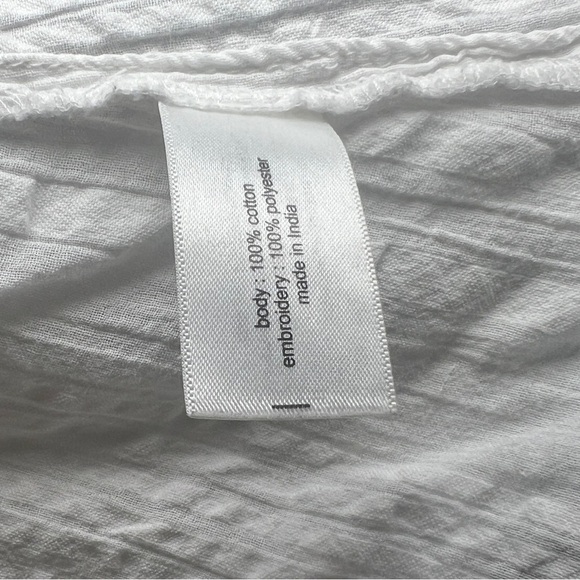 body : 100% cotton
embroidery : 100% polyester
made in India